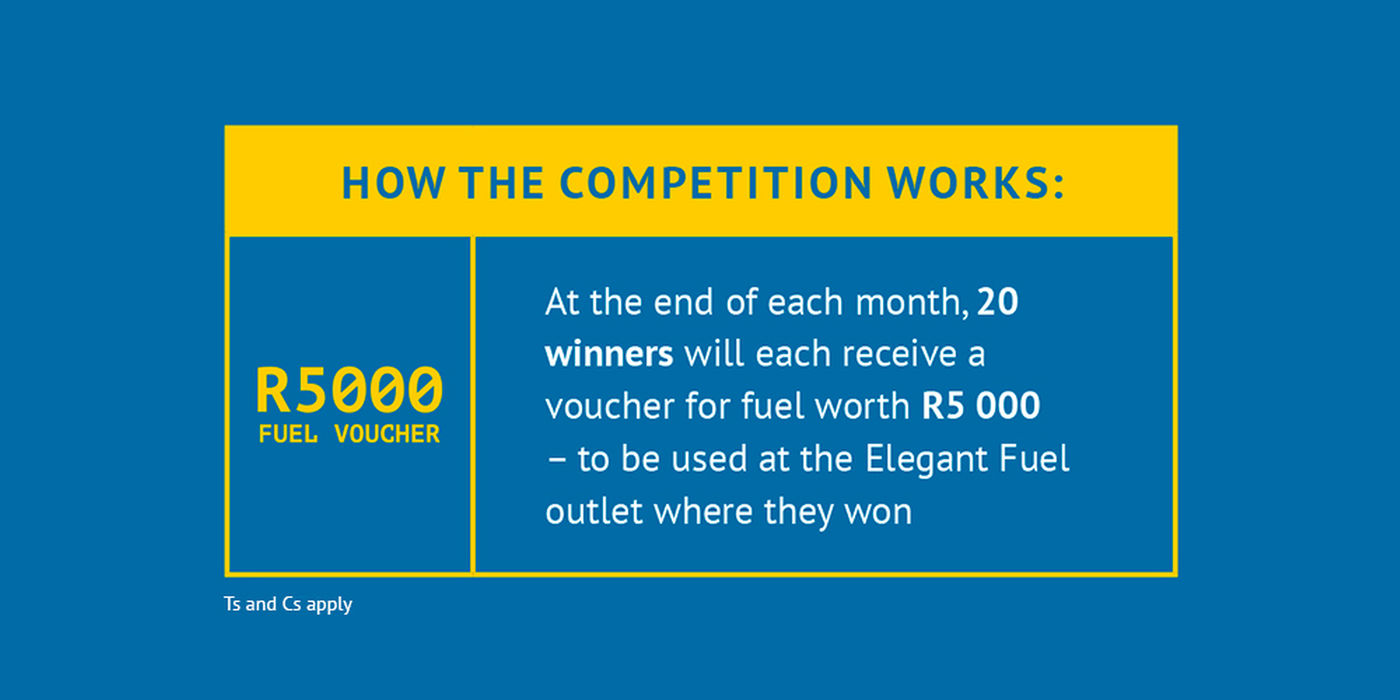 HOW THE COMPETITION WORKS:
R5000
FUEL VOUCHER
At the end of each month, 20
winners will each receive a
voucher for fuel worth R5 000
– to be used at the Elegant Fuel
outlet where they won
Ts and Cs apply